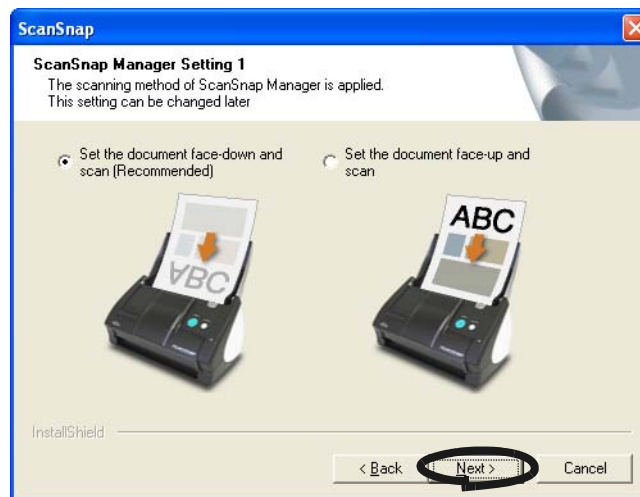 ScanSnap
ScanSnap Manager Setting 1
The scanning method of ScanSnap Manager is applied.
This setting can be changed later
Set the document face-down and
scan (Recommended)
Set the document face-up and
scan
ABC
ABC
InstallShield
< Back
Next >
Cancel